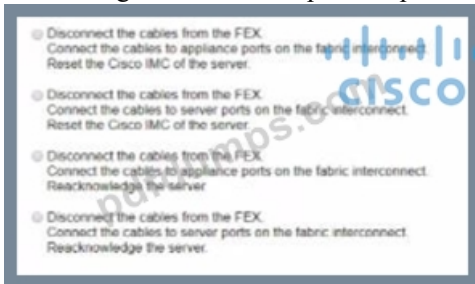 Disconnect the cables from the FEX.
Connect the cables to appliance ports on the fabric interconnect.
Reset the Cisco IMC of the server.
Disconnect the cables from the FEX.
Connect the cables to server ports on the fabric interconnect.
Reset the Cisco IMC of the server.
Disconnect the cables from the FEX.
Connect the cables to appliance ports on the fabric interconnect.
Reacknowledge the server.
Disconnect the cables from the FEX.
Connect the cables to server ports on the fabric interconnect.
Reacknowledge the server.
CISCO